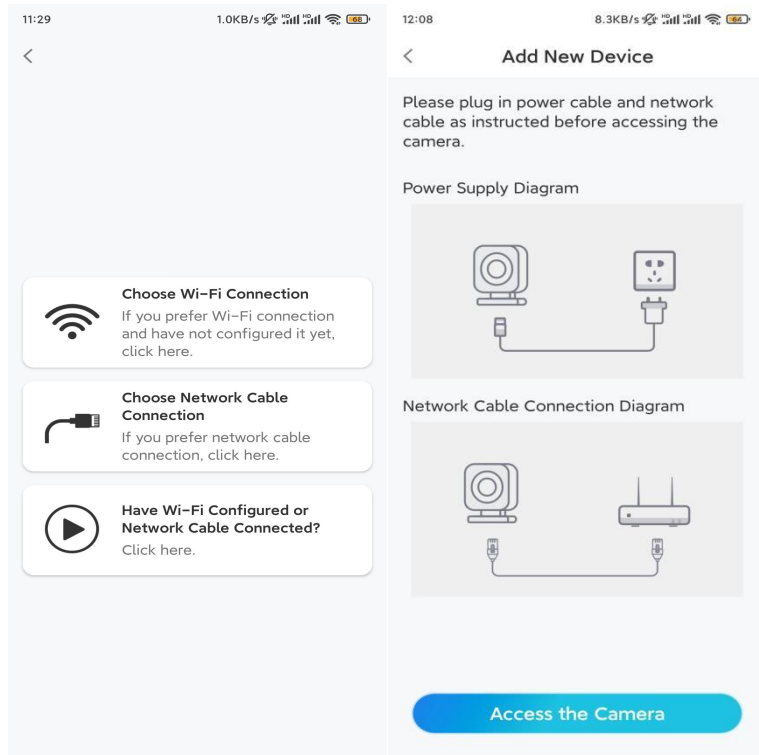 11:29
1.0KB/s
HD
HD
68
Choose Wi-Fi Connection
If you prefer Wi-Fi connection
and have not configured it yet,
click here.
Choose Network Cable
Connection
If you prefer network cable
connection, click here.
Have Wi-Fi Configured or
Network Cable Connected?
Click here.
12:08
8.3KB/s
HD
HD
64
Add New Device
Please plug in power cable and network
cable as instructed before accessing the
camera.
Power Supply Diagram
Network Cable Connection Diagram
Access the Camera